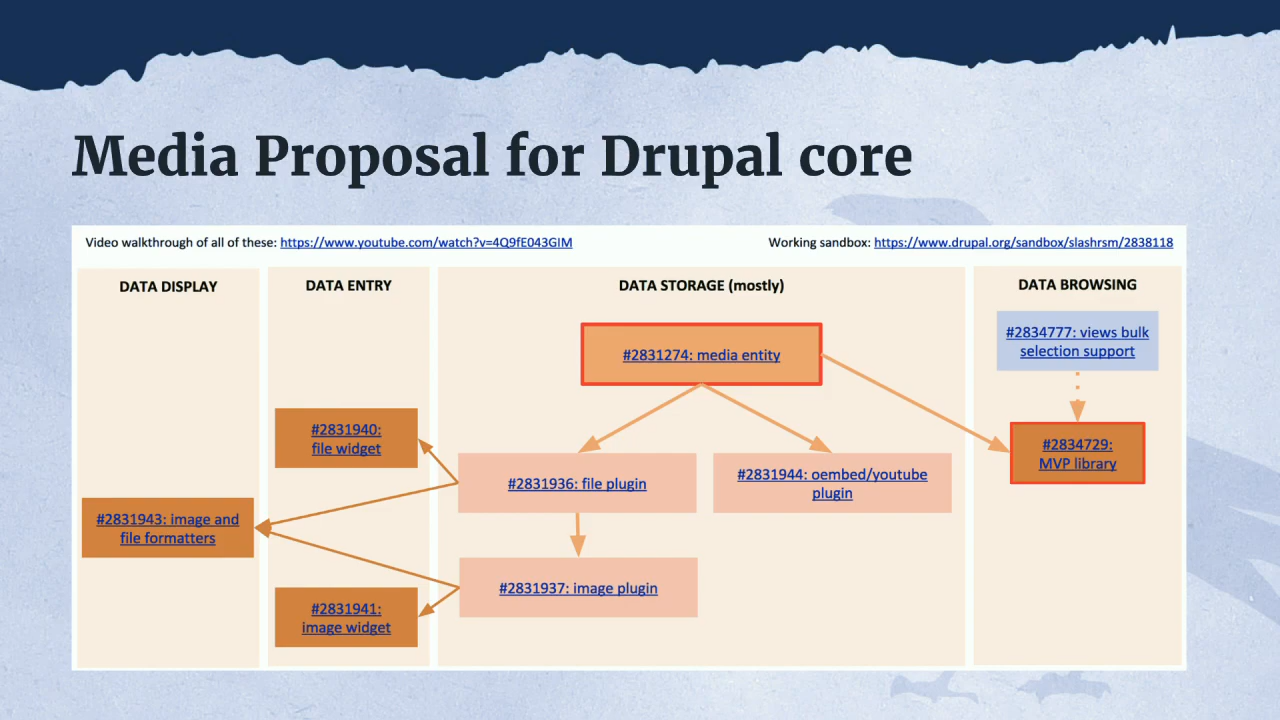 Media Proposal for Drupal core
Video walkthrough of all of these: https://www.youtube.com/watch?v=4Q9fE043GIM
Working sandbox: https://www.drupal.org/sandbox/slashrsm/2838118
DATA DISPLAY
#2831943: image and
file formatters
DATA ENTRY
#2831940:
file widget
#2831941:
image widget
DATA STORAGE (mostly)
#2831274: media entity
#2831936: file plugin
#2831944: oembed/youtube
plugin
#2831937: image plugin
DATA BROWSING
#2834777: views bulk
selection support
#2834729:
MVP library